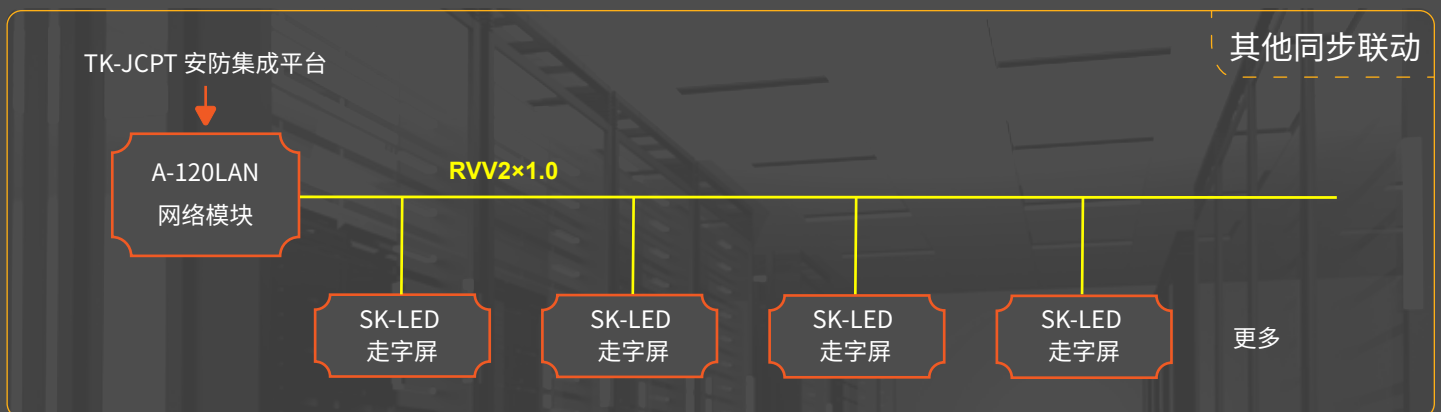 其他同步联动
TK-JCPT 安防集成平台
A-120LAN
网络模块
RVV2×1.0
SK-LED
走字屏
SK-LED
走字屏
SK-LED
走字屏
SK-LED
走字屏
更多